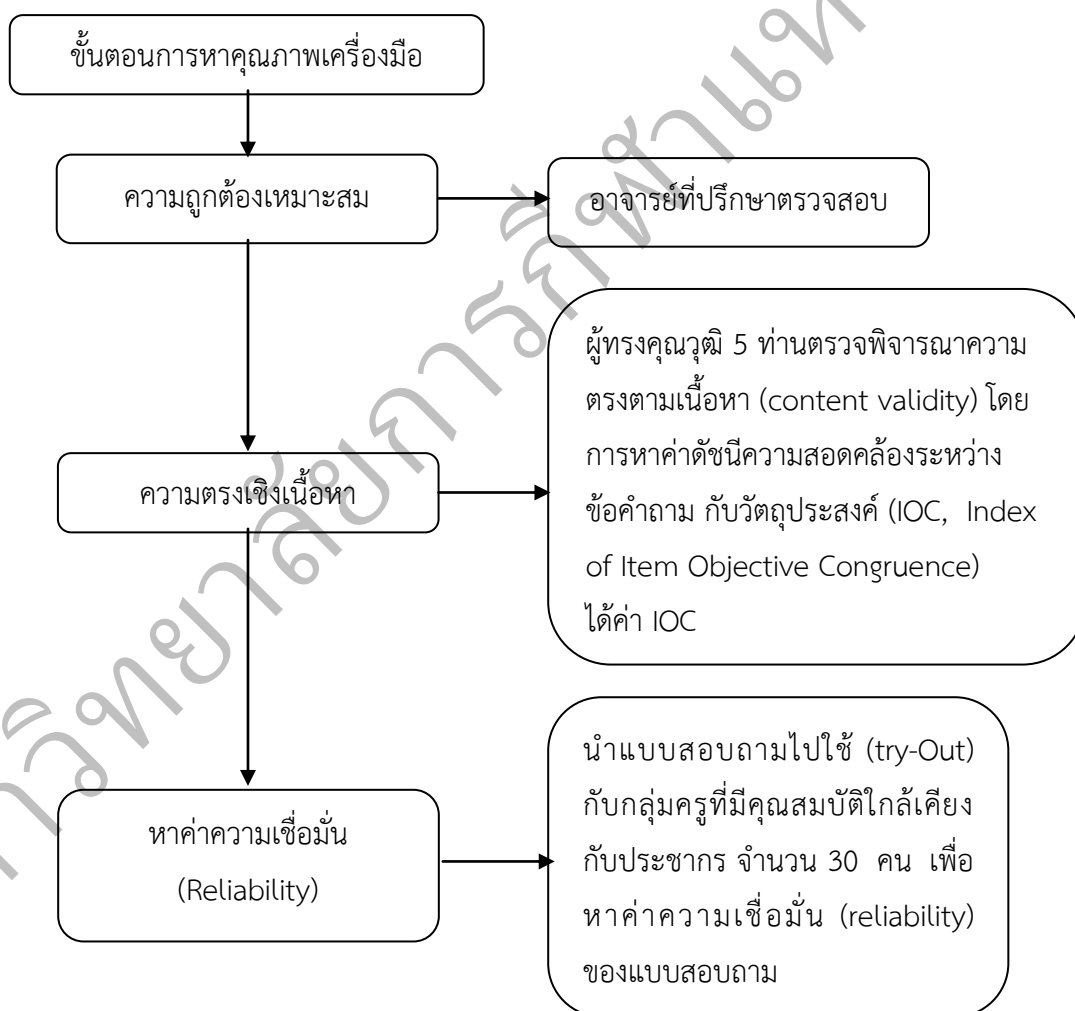 ขั้นตอนการหาคุณภาพเครื่องมือ
ความถูกต้องเหมาะสม
อาจารย์ที่ปรึกษาตรวจสอบ
ความตรงเชิงเนื้อหา
ผู้ทรงคุณวุฒิ 5 ท่านตรวจพิจารณาความ
ตรงตามเนื้อหา (content validity) โดย
การหาค่าดัชนีความสอดคล้องระหว่าง
ข้อคำถาม กับวัตถุประสงค์ (IOC, Index
of Item Objective Congruence)
ได้ค่า IOC
หาค่าความเชื่อมั่น
(Reliability)
นำแบบสอบถามไปใช้ (try-Out)
กับกลุ่มครูที่มีคุณสมบัติใกล้เคียง
กับประชากร จำนวน 30 คน เพื่อ
หาค่าความเชื่อมั่น (reliability)
ของแบบสอบถาม
วิทยาลัยการกีฬาแห